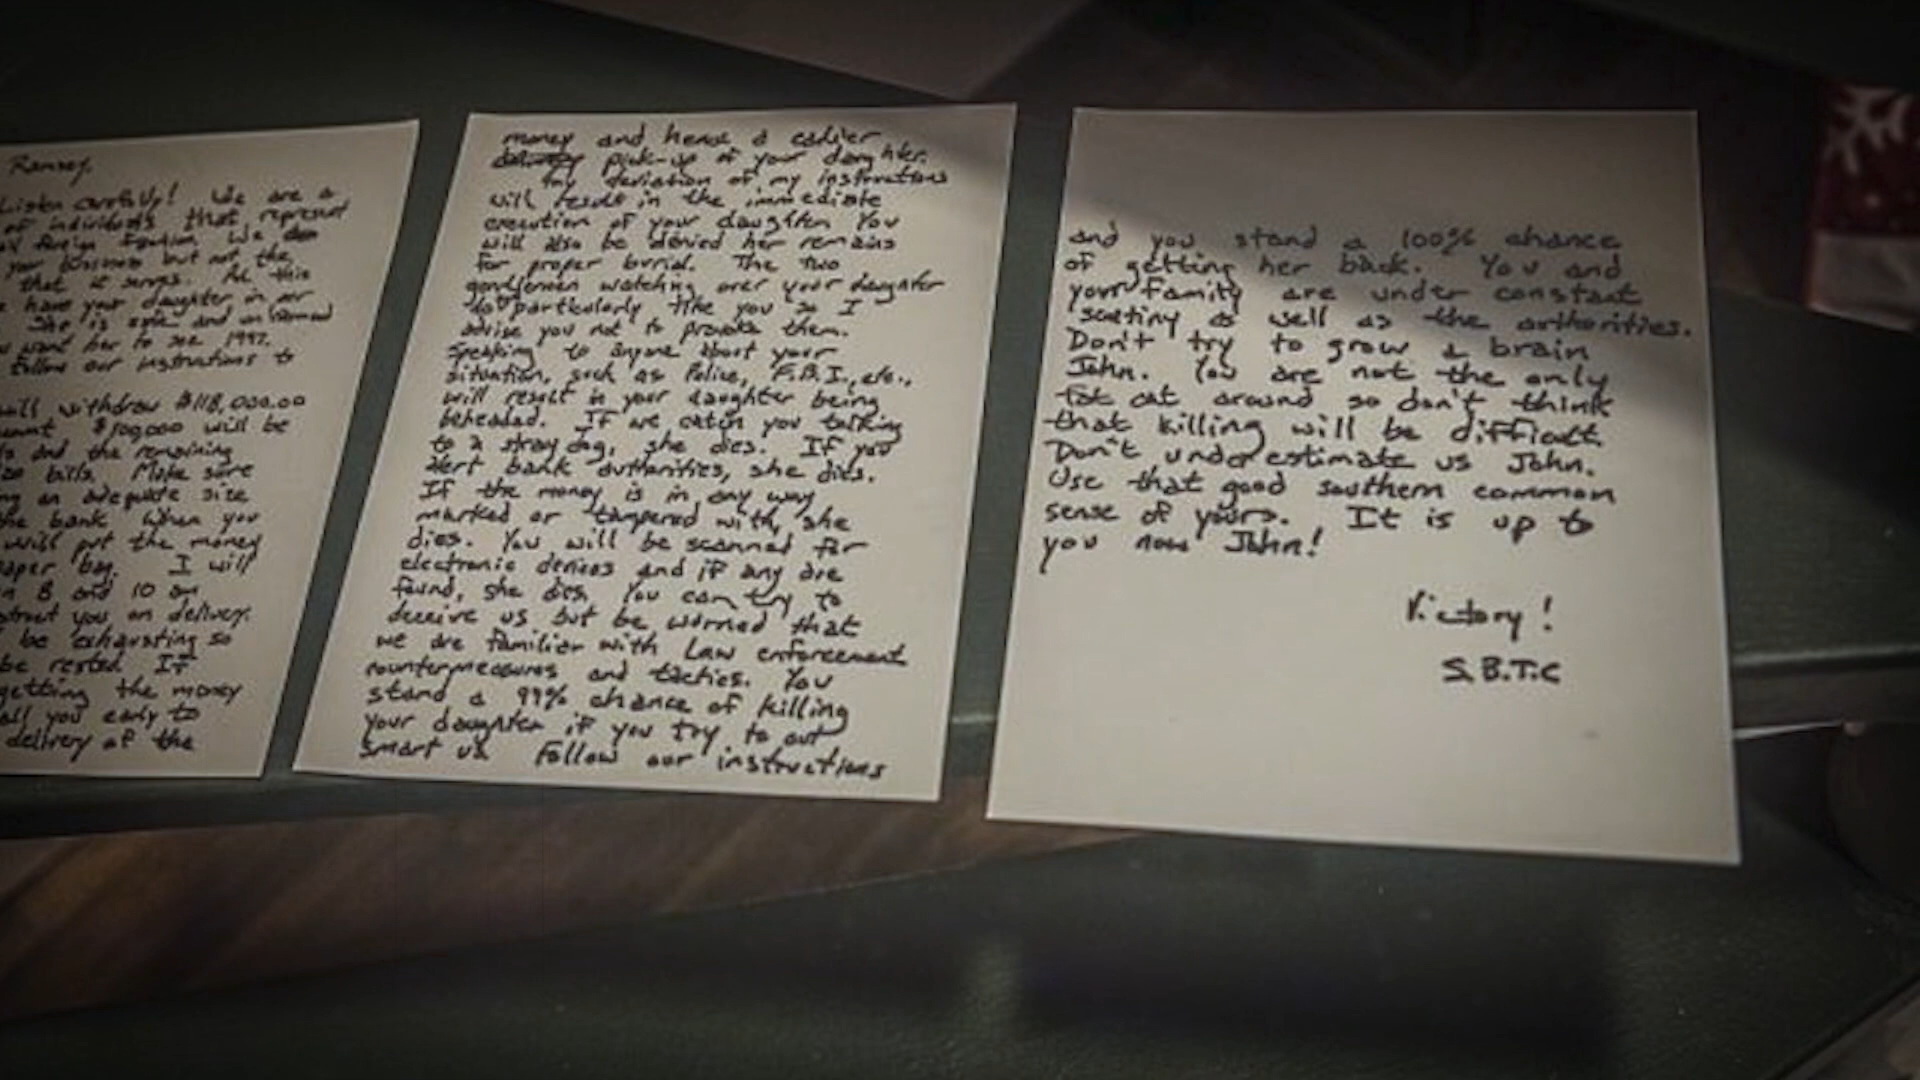 Ramsey,
Listen carefully! We are a
of individuals that represent
foreign faction. We do
your business but not the
that it serves. At this
have your daughter in our
She is safe and unharmed
want her to see 1997,
follow our instructions to
will withdraw $118,000.00
$100,000 will be
and the remaining
bills. Make sure
an adequate size
the bank. When you
will put the money
paper bag. I will
8 and 10 am
you on delivery.
be exhausting so
be rested. If
getting the money
you early to
delivery of the
money and hence a earlier
delivery pick-up of your daughter.
Any deviation of my instructions
will result in the immediate
execution of your daughter. You
will also be denied her remains
for proper burial. The two
gentlemen watching over your daughter
do not particularly like you so I
advise you not to provoke them.
Speaking to anyone about your
situation, such as Police, F.B.I., etc.,
will result in your daughter being
beheaded. If we catch you talking
to a stray dog, she dies. If you
alert bank authorities, she dies.
If the money is in any way
marked or tampered with, she
dies. You will be scanned for
electronic devices and if any are
found, she dies. You can try to
deceive us but be warned that
we are familiar with Law enforcement
countermeasures and tactics. You
stand a 99% chance of killing
your daughter if you try to out
smart us. Follow our instructions
and you stand a 100% chance
of getting her back. You and
your family are under constant
scutiny as well as the authorities.
Don't try to grow a brain
John. You are not the only
fat cat around so don't think
that killing will be difficult.
Don't underestimate us John.
Use that good southern common
sense of yours. It is up to
you now John!
Victory!
S.B.T.C